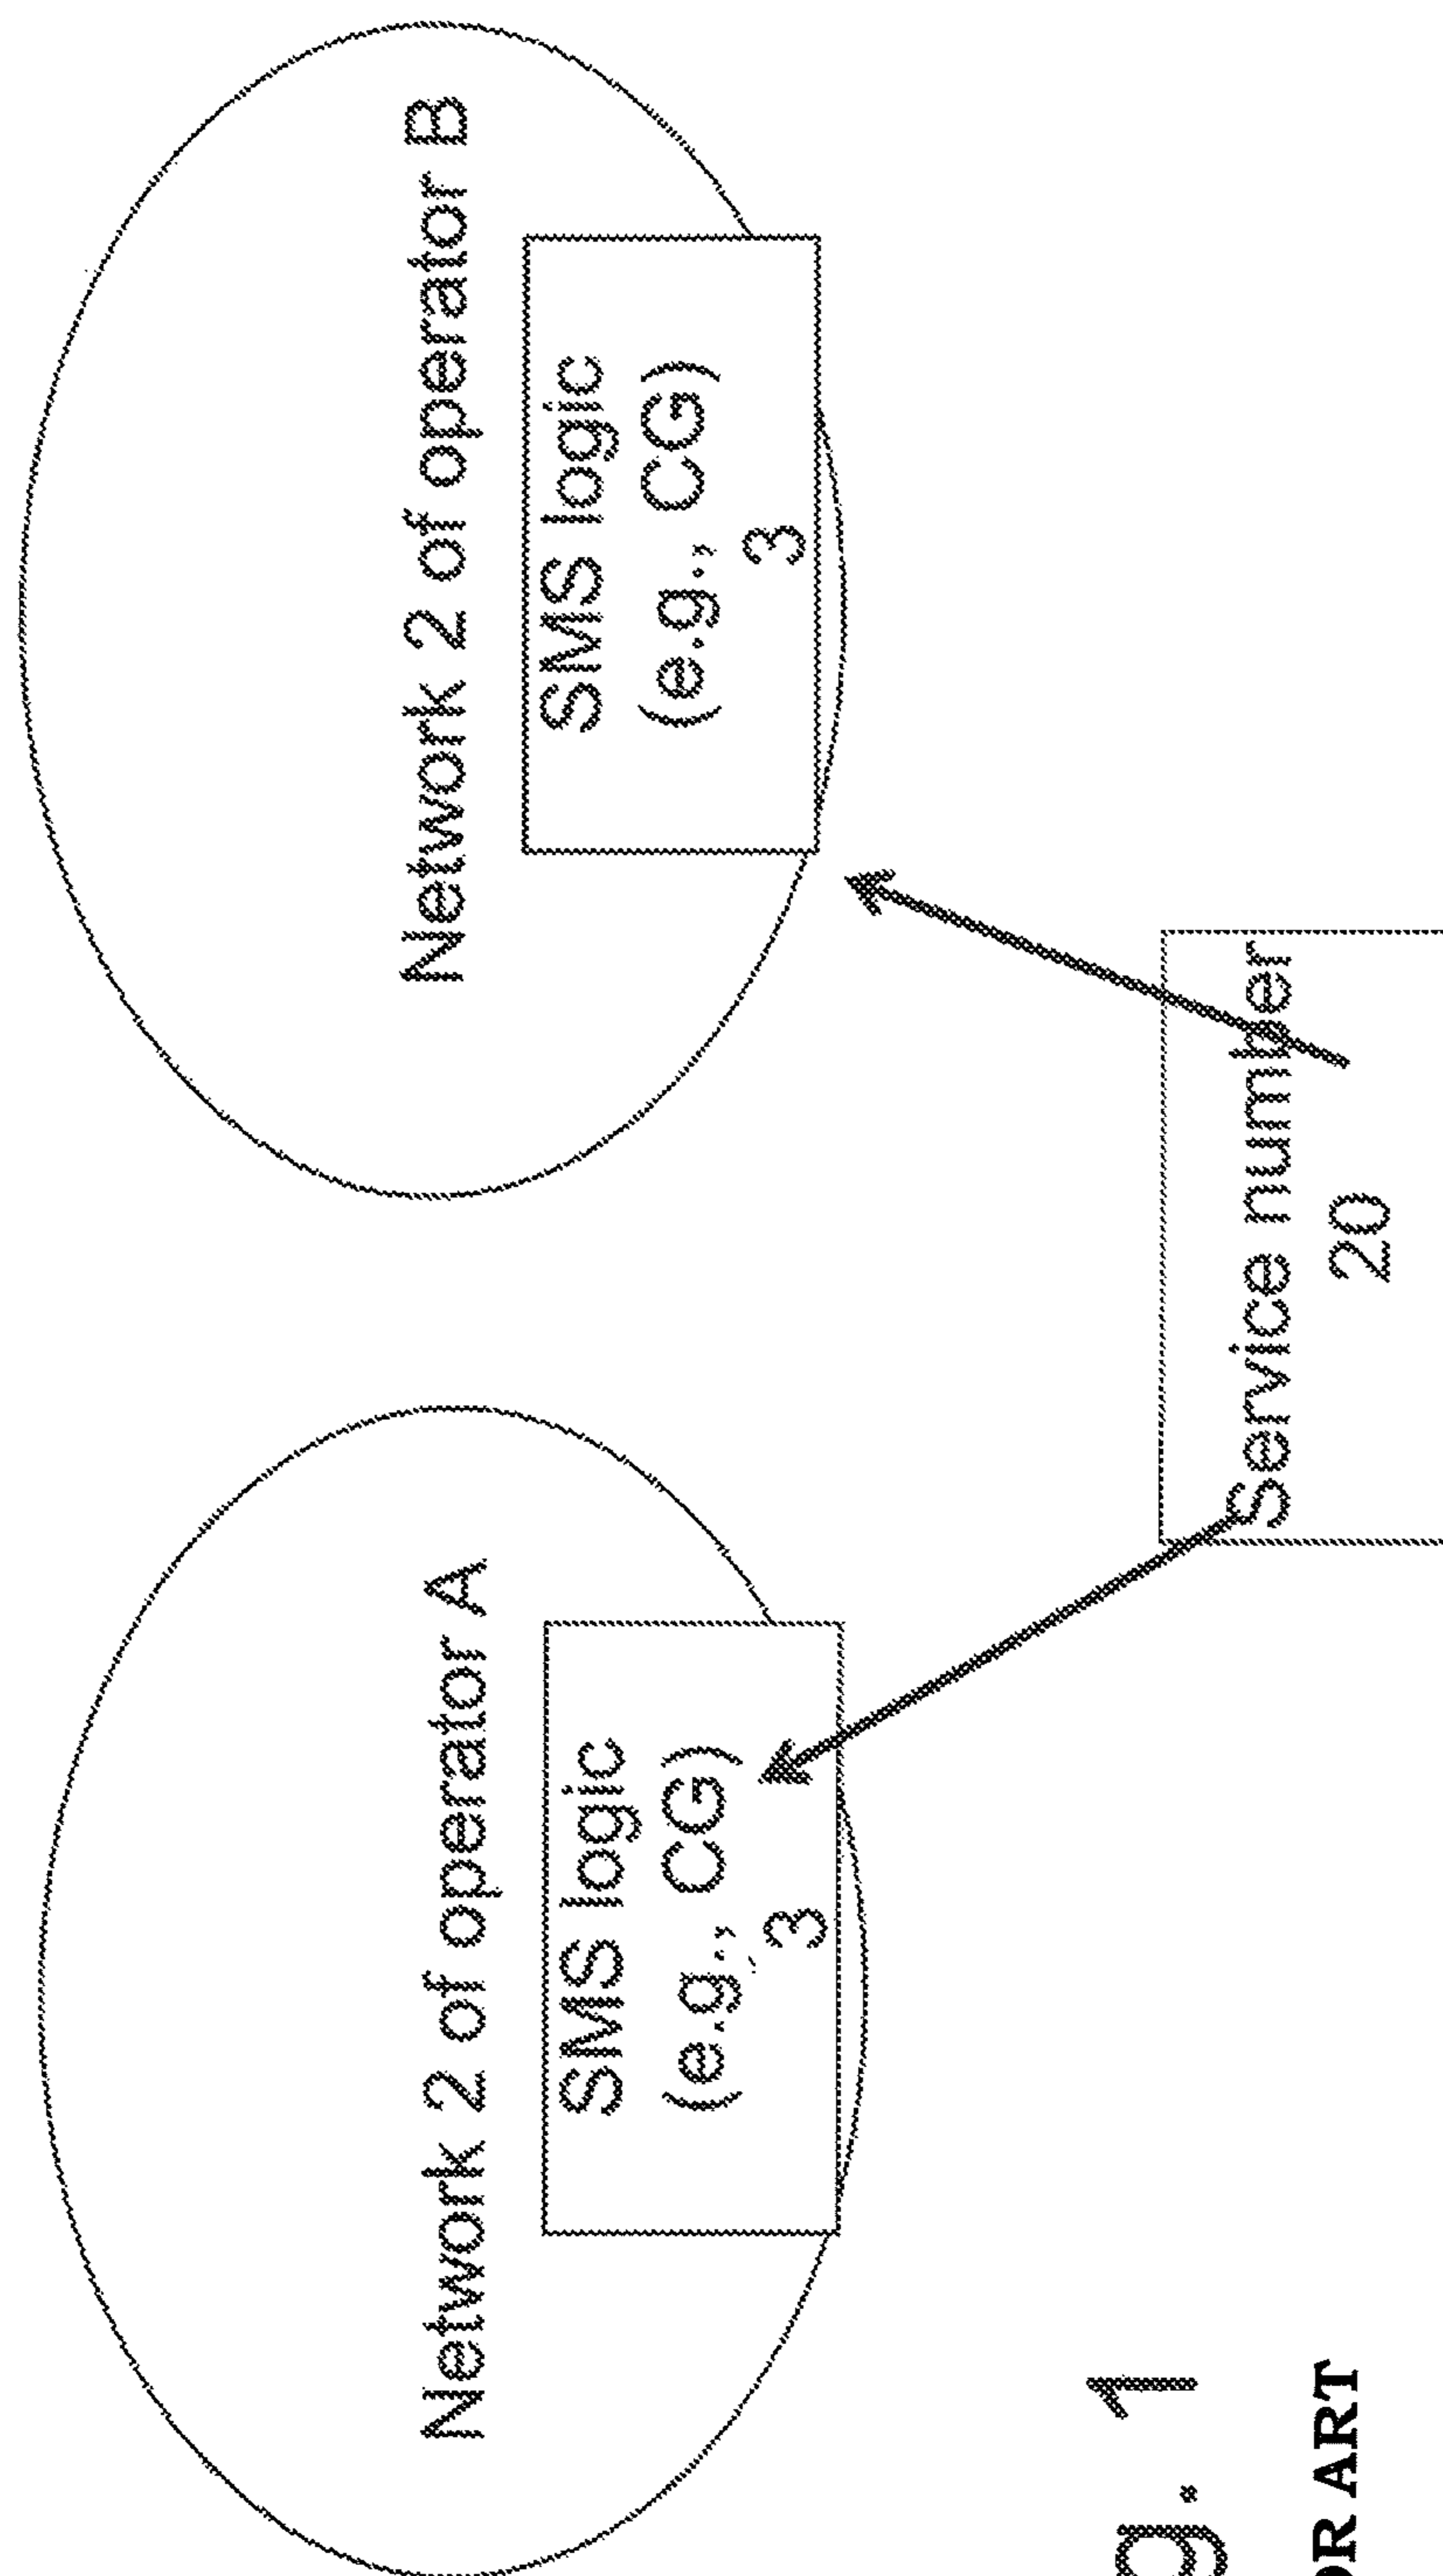 Network 2 of operator A
SMS logic
(e.g., CG)
3
Network 2 of operator B
SMS logic
(e.g., CG)
3
Service number
20
g. 1
OR ART